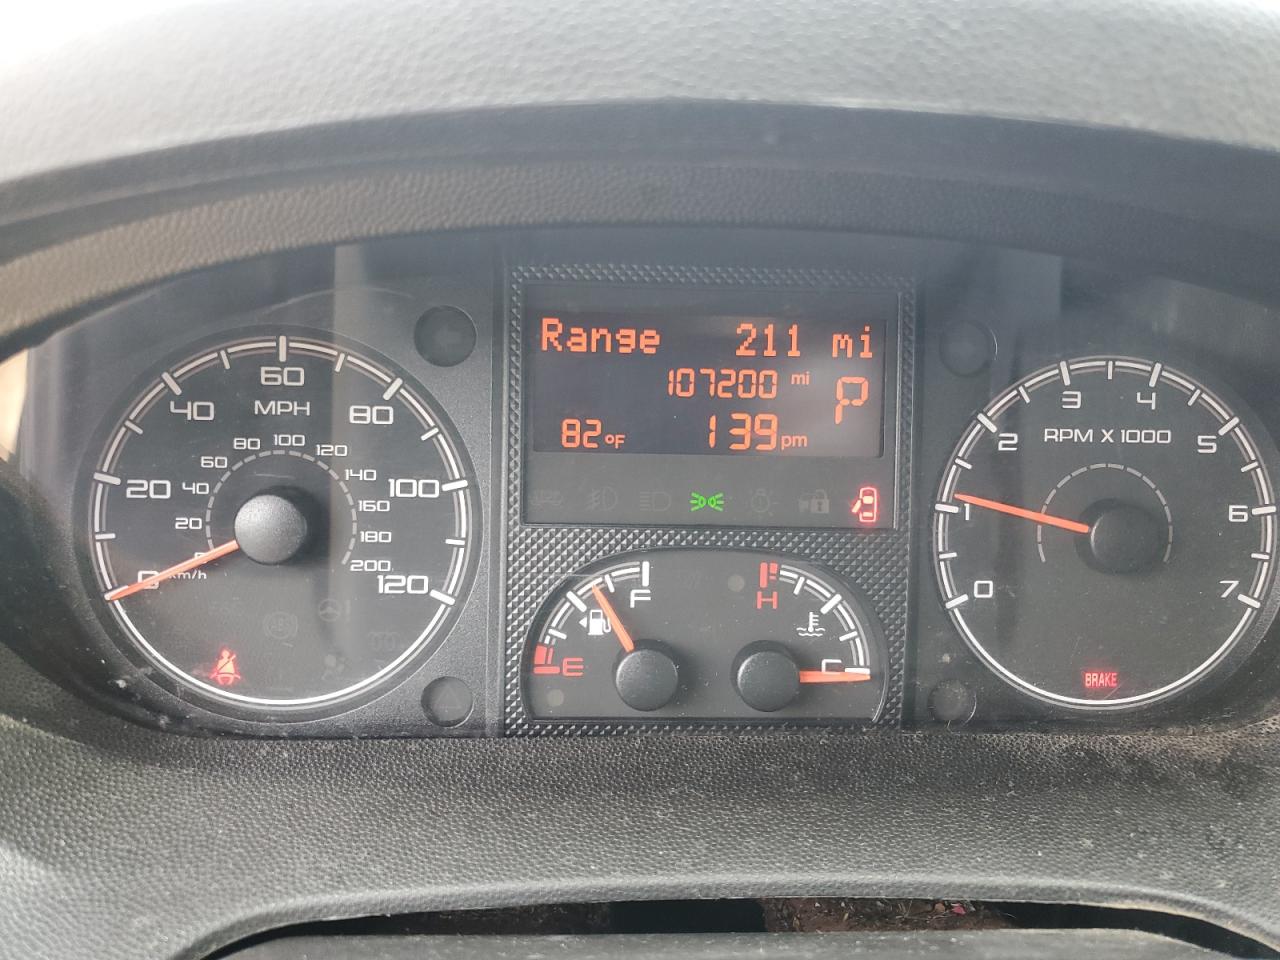 Range 211 mi
107200 mi
P
82°F 139 pm
0 20 40 60 80 100 120
MPH
0 20 40 60 80 100 120 140 160 180 200
km/h
E F
H C
0 1 2 3 4 5 6 7
RPM X 1000
ABS
BRAKE